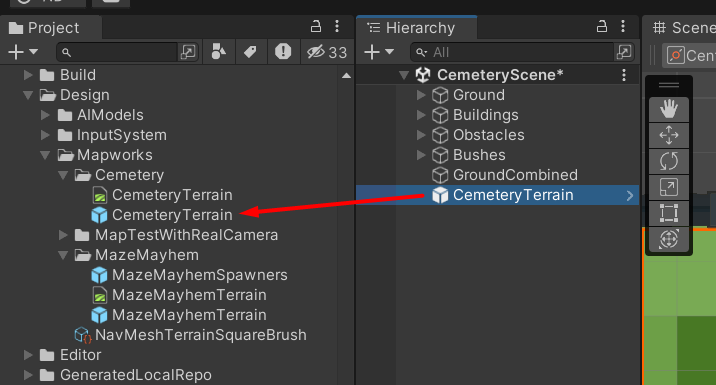 Project
33
Build
Design
AIModels
InputSystem
Mapworks
Cemetery
CemeteryTerrain
CemeteryTerrain
MapTestWithRealCamera
MazeMayhem
MazeMayhemSpawners
MazeMayhemTerrain
MazeMayhemTerrain
NavMeshTerrainSquareBrush
Editor
GeneratedLocalRepo
Hierarchy
All
CemeteryScene*
Ground
Buildings
Obstacles
Bushes
GroundCombined
CemeteryTerrain
Scene
Cent